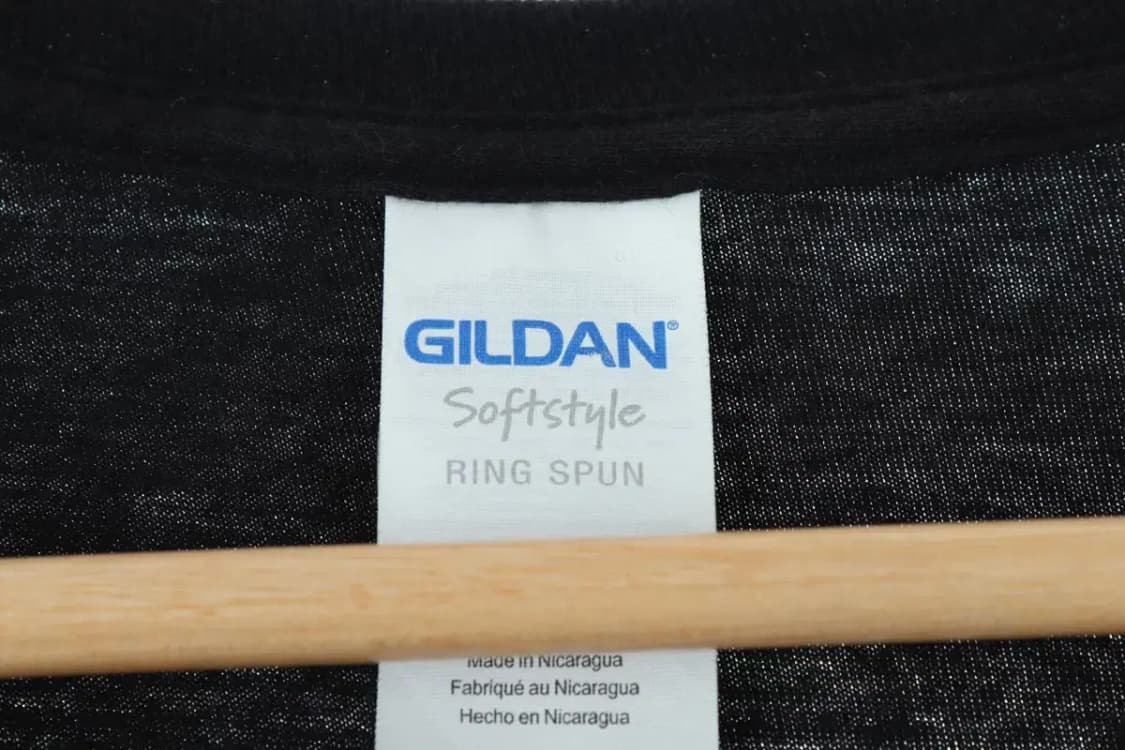 GILDAN®
Softstyle
RING SPUN
Made in Nicaragua
Fabriqué au Nicaragua
Hecho en Nicaragua